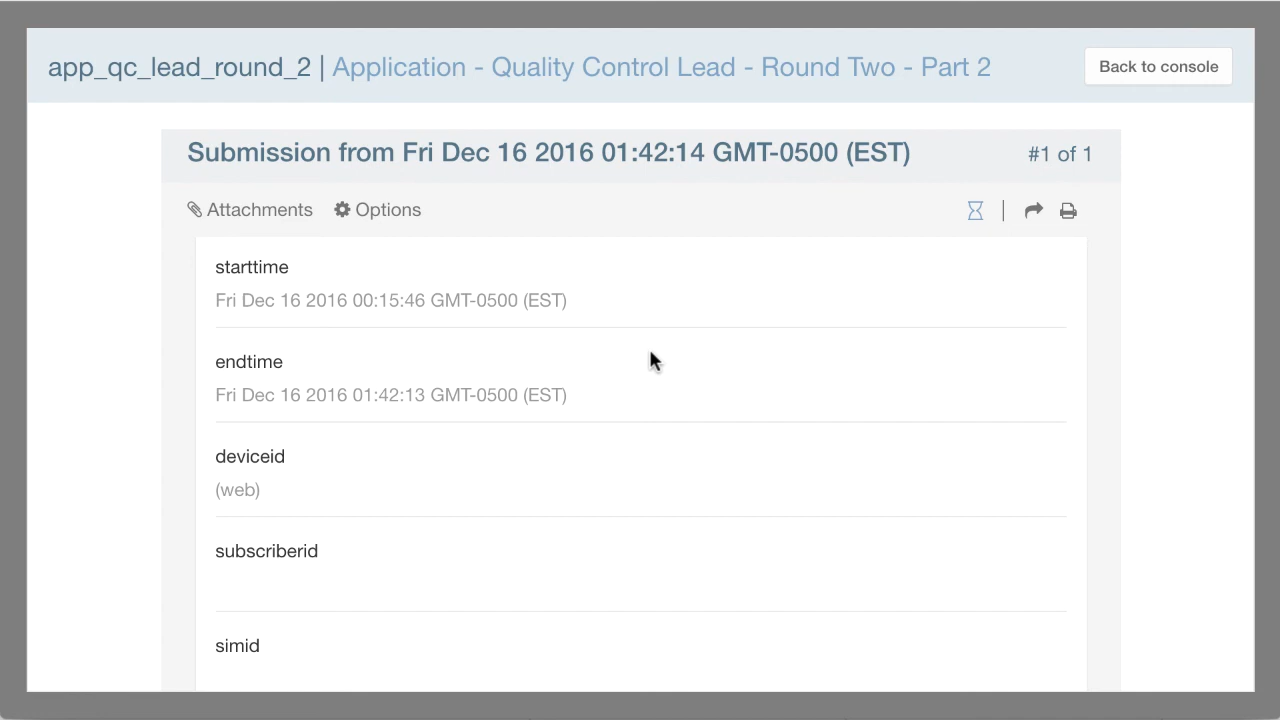 app_qc_lead_round_2 | Application - Quality Control Lead - Round Two - Part 2
Back to console
Submission from Fri Dec 16 2016 01:42:14 GMT-0500 (EST)
#1 of 1
Attachments
Options
starttime
Fri Dec 16 2016 00:15:46 GMT-0500 (EST)
endtime
Fri Dec 16 2016 01:42:13 GMT-0500 (EST)
deviceid
(web)
subscriberid
simid